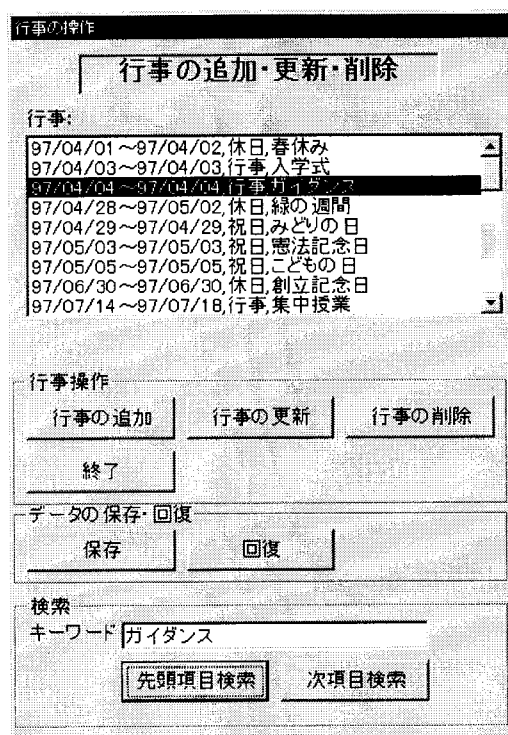 行事の操作
行事の追加・更新・削除
行事:
97/04/01～97/04/02,休日,春休み
97/04/03～97/04/03,行事,入学式
97/04/04～97/04/04,行事,ガイダンス
97/04/28～97/05/02,休日,緑の週間
97/04/29～97/04/29,祝日,みどりの日
97/05/03～97/05/03,祝日,憲法記念日
97/05/05～97/05/05,祝日,こどもの日
97/06/30～97/06/30,休日,創立記念日
97/07/14～97/07/18,行事,集中授業
行事操作
行事の追加 行事の更新 行事の削除
終了
データの保存・回復
保存 回復
検索
キーワード ガイダンス
先頭項目検索 次項目検索